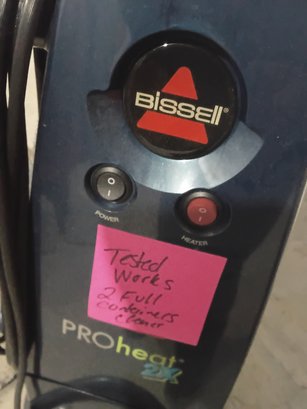 BISSELL®
O
I
O
I
POWER
HEATER
Tested
Works
2 Full
containers
cleaner
PROheat
2X